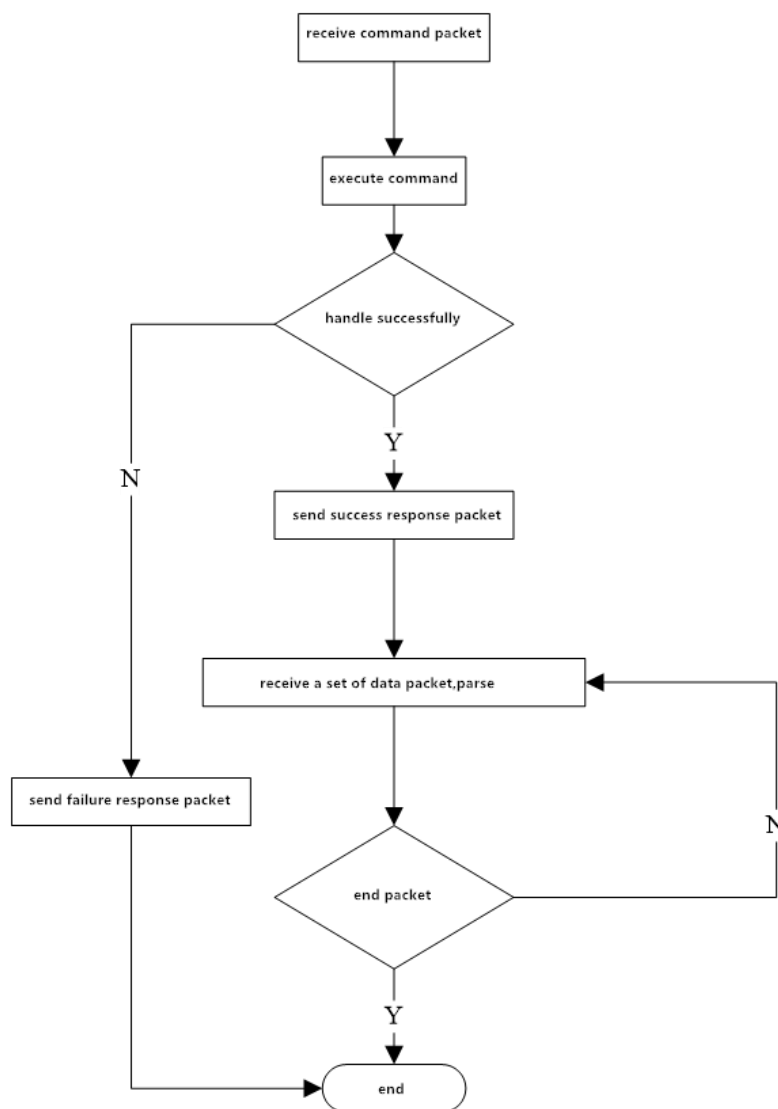 receive command packet
execute command
handle successfully
Y
N
send success response packet
receive a set of data packet,parse
send failure response packet
N
end packet
Y
end